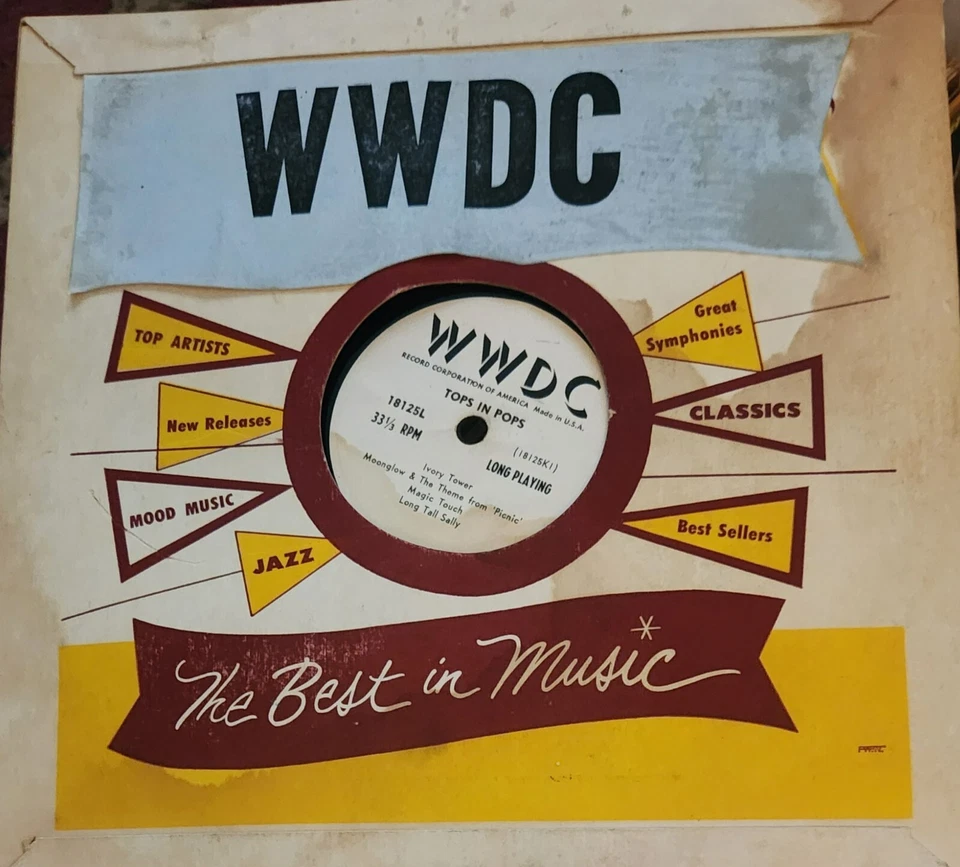 WWDC
TOP ARTISTS
New Releases
MOOD MUSIC
JAZZ
WWDC
RECORD CORPORATION OF AMERICA Made in U.S.A.
TOPS IN POPS
18125L
33⅓ RPM
(18125K1)
LONG PLAYING
Ivory Tower
Moonglow & The Theme from 'Picnic'
Magic Touch
Long Tall Sally
Great
Symphonies
CLASSICS
Best Sellers
The Best in Music